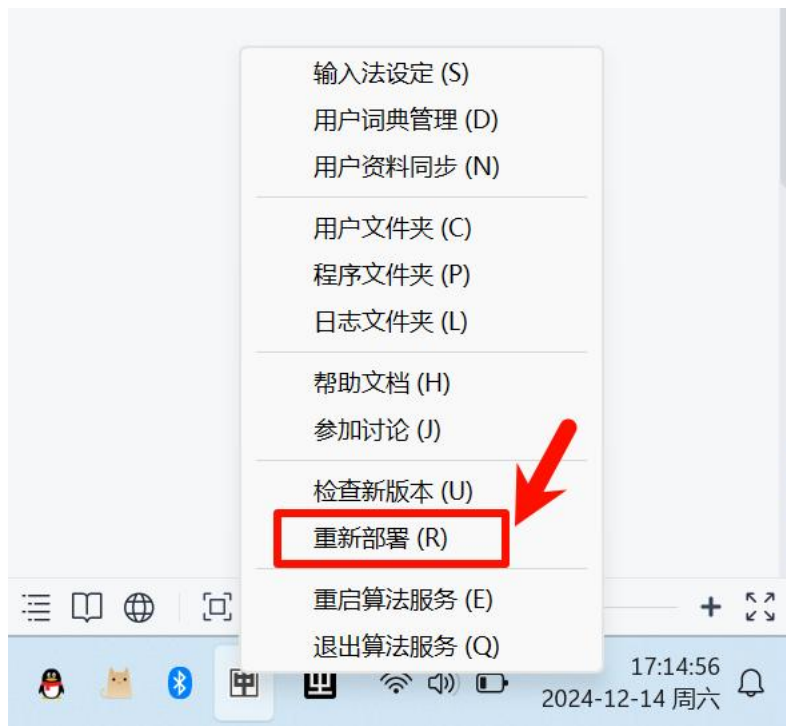 输入法设定 (S)
用户词典管理 (D)
用户资料同步 (N)
用户文件夹 (C)
程序文件夹 (P)
日志文件夹 (L)
帮助文档 (H)
参加讨论 (J)
检查新版本 (U)
重新部署 (R)
重启算法服务 (E)
退出算法服务 (Q)
17:14:56
2024-12-14 周六